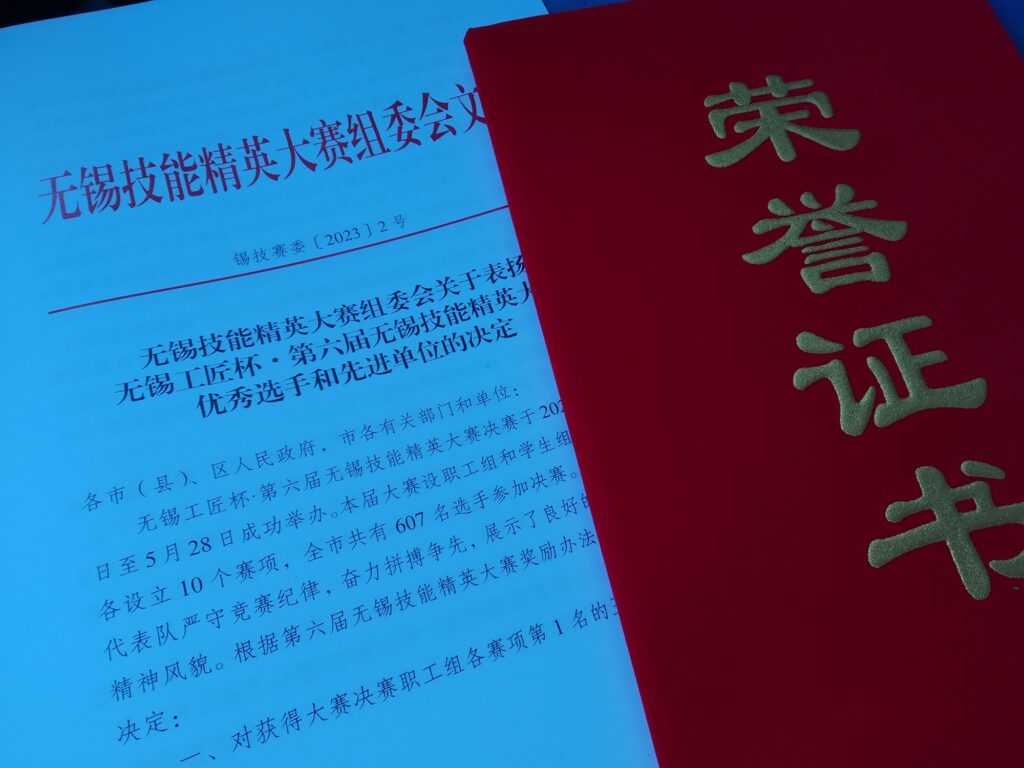 无锡技能精英大赛组委会文
锡技赛委〔2023〕2号
无锡技能精英大赛组委会关于表扬
无锡工匠杯·第六届无锡技能精英大
优秀选手和先进单位的决定
各市（县）、区人民政府，市各有关部门和单位：
无锡工匠杯·第六届无锡技能精英大赛决赛于202
日至5月28日成功举办。本届大赛设职工组和学生组
各设立10个赛项，全市共有607名选手参加决赛。
代表队严守竞赛纪律，奋力拼搏争先，展示了良好的
精神风貌。根据第六届无锡技能精英大赛奖励办法
决定：
一、对获得大赛决赛职工组各赛项第1名的
荣
誉
证
书